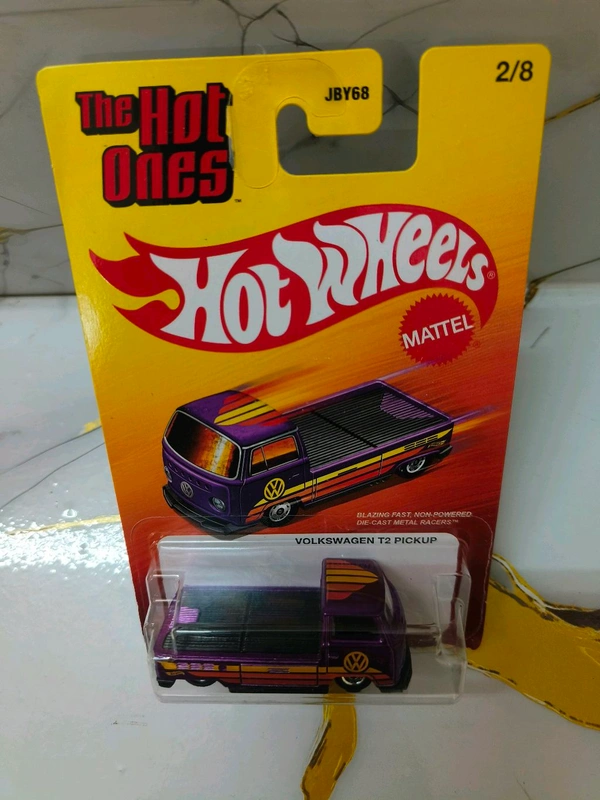 The Hot
Ones™
JBY68
2/8
Hot Wheels®
MATTEL
BLAZING FAST, NON-POWERED
DIE-CAST METAL RACERS™
VOLKSWAGEN T2 PICKUP